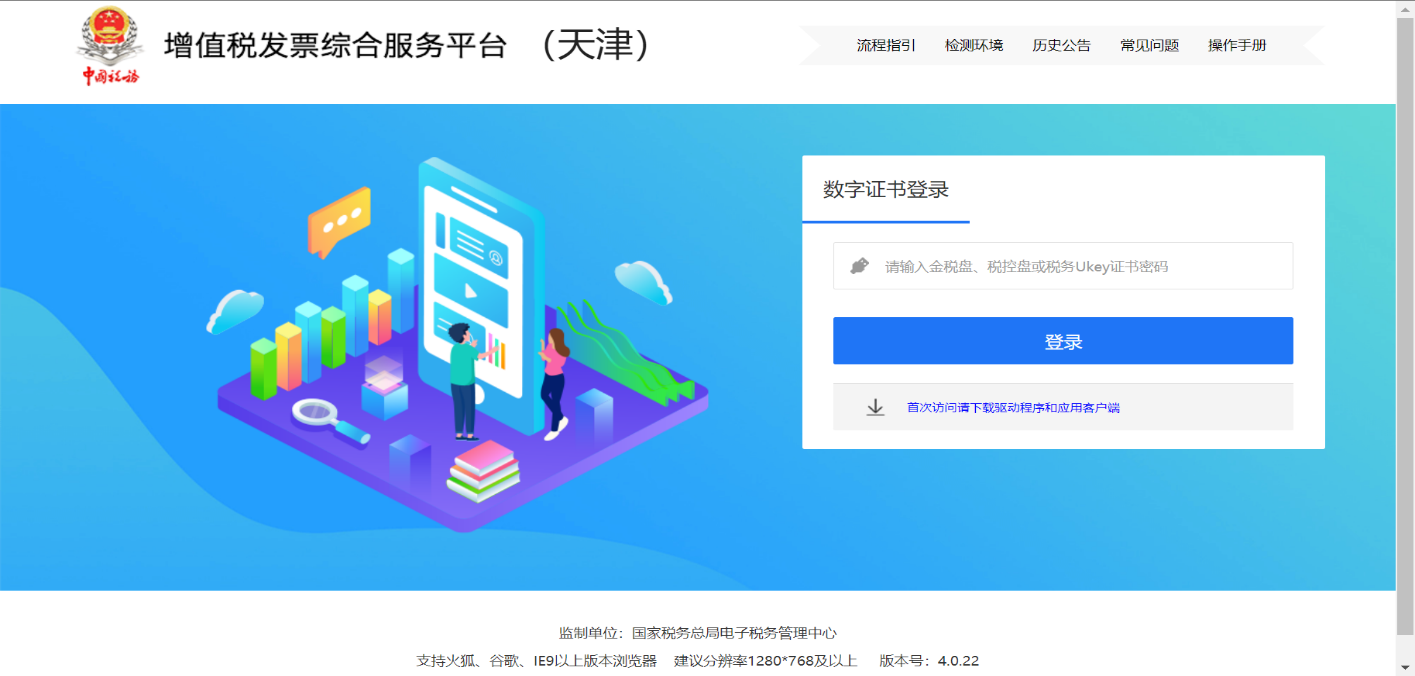 增值税发票综合服务平台 （天津）
中国税务
流程指引 检测环境 历史公告 常见问题 操作手册
数字证书登录
请输入金税盘、税控盘或税务Ukey证书密码
登录
首次访问请下载驱动程序和应用客户端
监制单位：国家税务总局电子税务管理中心
支持火狐、谷歌、IE9以上版本浏览器 建议分辨率1280*768及以上 版本号：4.0.22